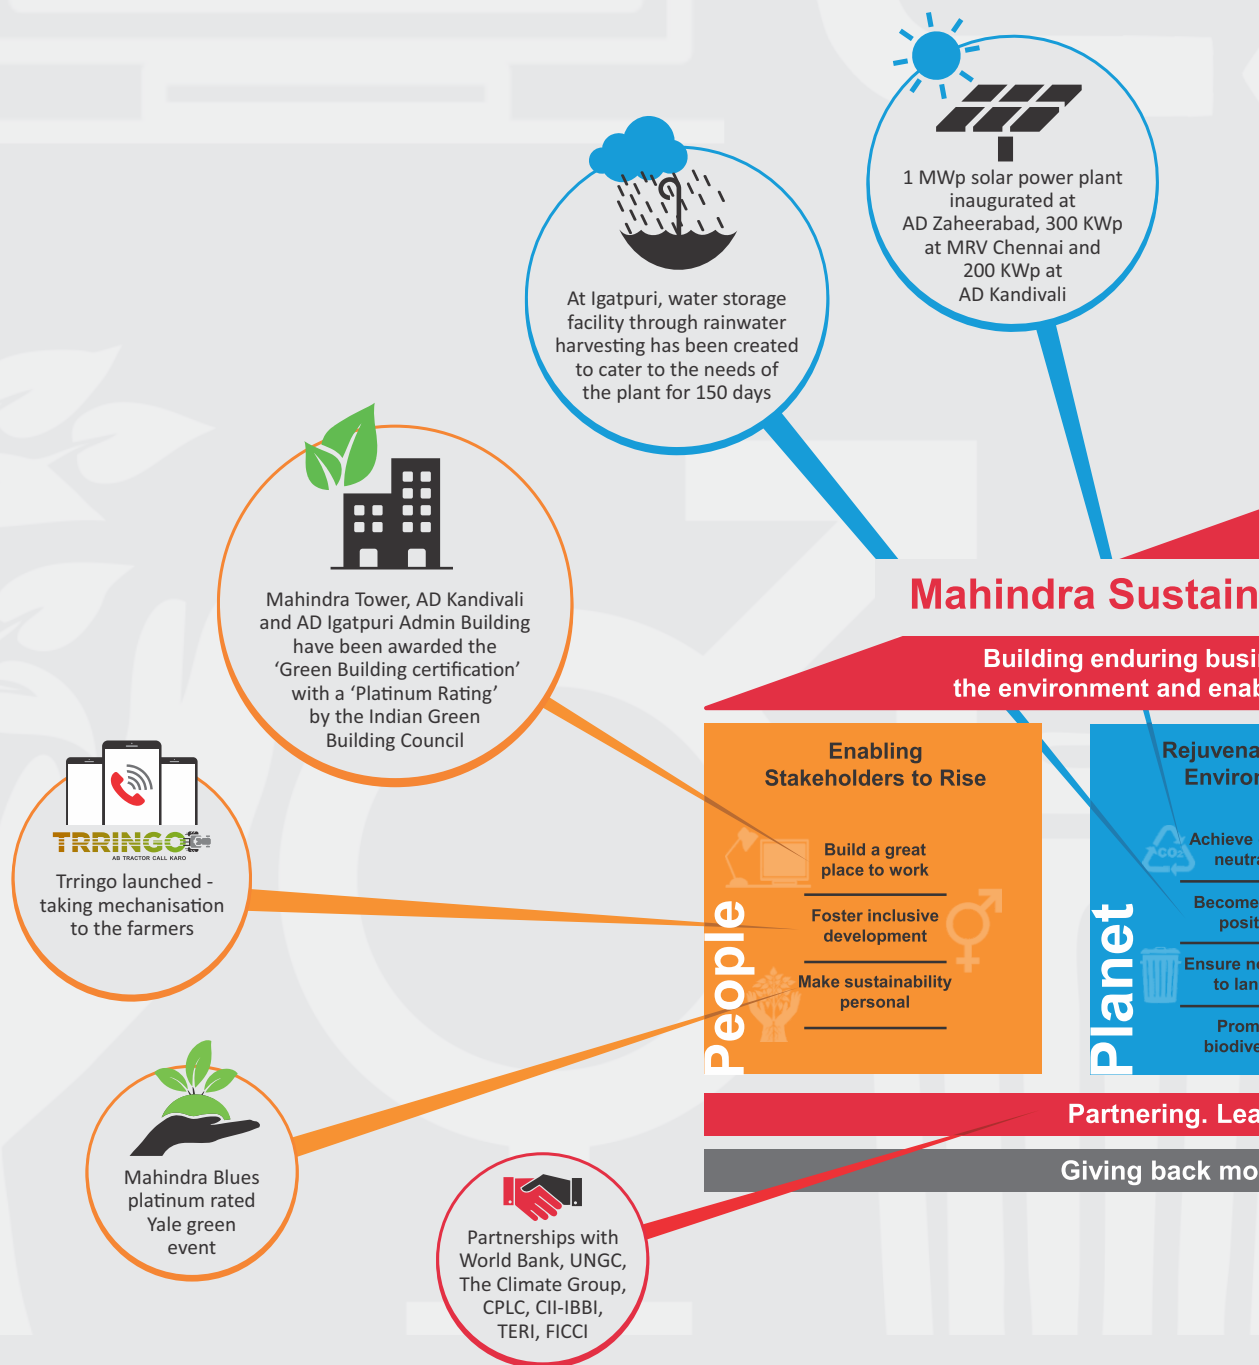 1 MWp solar power plant
inaugurated at
AD Zaheerabad, 300 KWp
at MRV Chennai and
200 KWp at
AD Kandivali
At Igatpuri, water storage
facility through rainwater
harvesting has been created
to cater to the needs of
the plant for 150 days
Mahindra Tower, AD Kandivali
and AD Igatpuri Admin Building
have been awarded the
‘Green Building certification’
with a ‘Platinum Rating’
by the Indian Green
Building Council
TRRINGO
AB TRACTOR CALL KARO
Trringo launched -
taking mechanisation
to the farmers
Mahindra Blues
platinum rated
Yale green
event
Partnerships with
World Bank, UNGC,
The Climate Group,
CPLC, CII-IBBI,
TERI, FICCI
Mahindra Sustain
Building enduring busi
the environment and enab
Enabling
Stakeholders to Rise
People
Build a great
place to work
Foster inclusive
development
Make sustainability
personal
Rejuvena
Enviro
Planet
CO2
Achieve
neutra
Become
posit
Ensure no
to lan
Prom
biodive
Partnering. Lea
Giving back mo